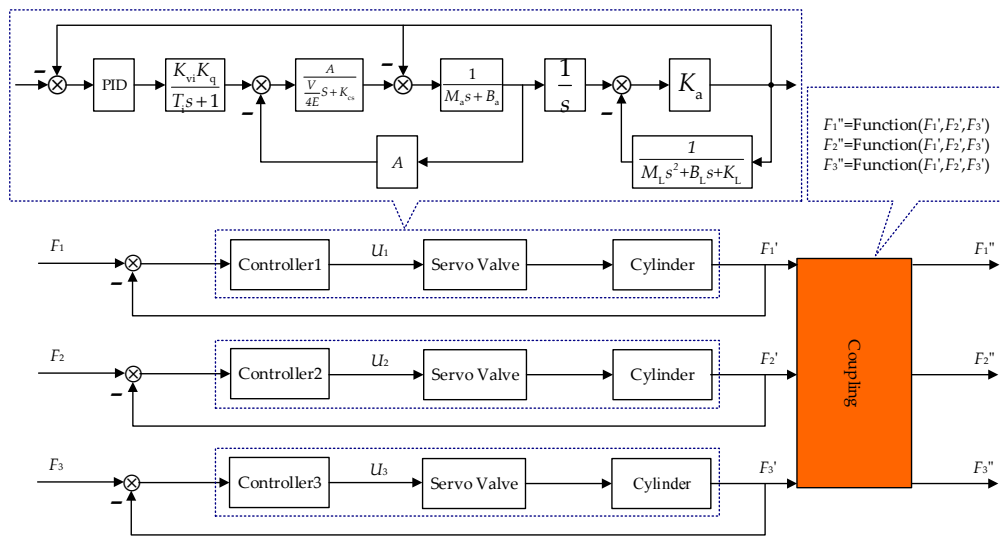 PID
K_vi K_q
T_i s + 1
A
V
4E
S + K_cs
1
M_a s + B_a
1
s
K_a
A
1
M_L s² + B_L s + K_L
F₁"=Function(F₁',F₂',F₃')
F₂"=Function(F₁',F₂',F₃')
F₃"=Function(F₁',F₂',F₃')
F₁ Controller1 U₁ Servo Valve Cylinder F₁' F₁"
F₂ Controller2 U₂ Servo Valve Cylinder F₂' F₂"
Coupling
F₃ Controller3 U₃ Servo Valve Cylinder F₃' F₃"